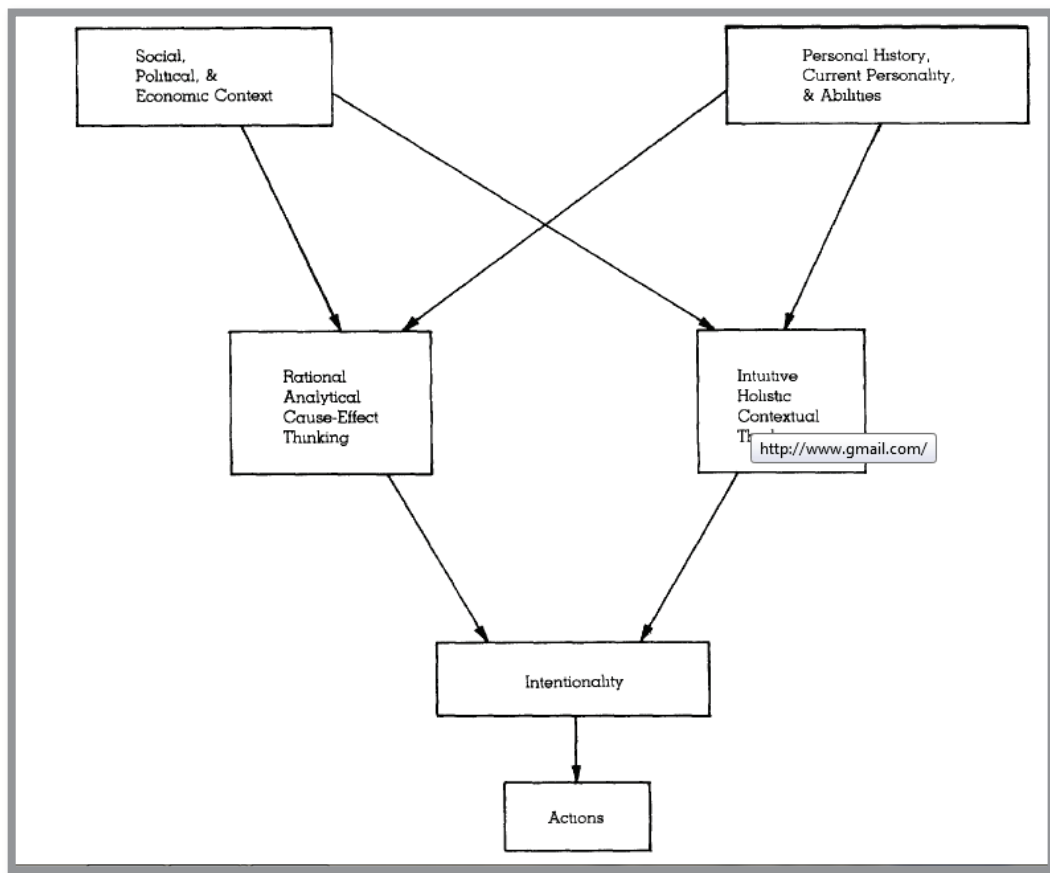 Social,
Political, &
Economic Context
Personal History,
Current Personality,
& Abilities
Rational
Analytical
Cause-Effect
Thinking
Intuitive
Holistic
Contextual
http://www.gmail.com/
Intentionality
Actions